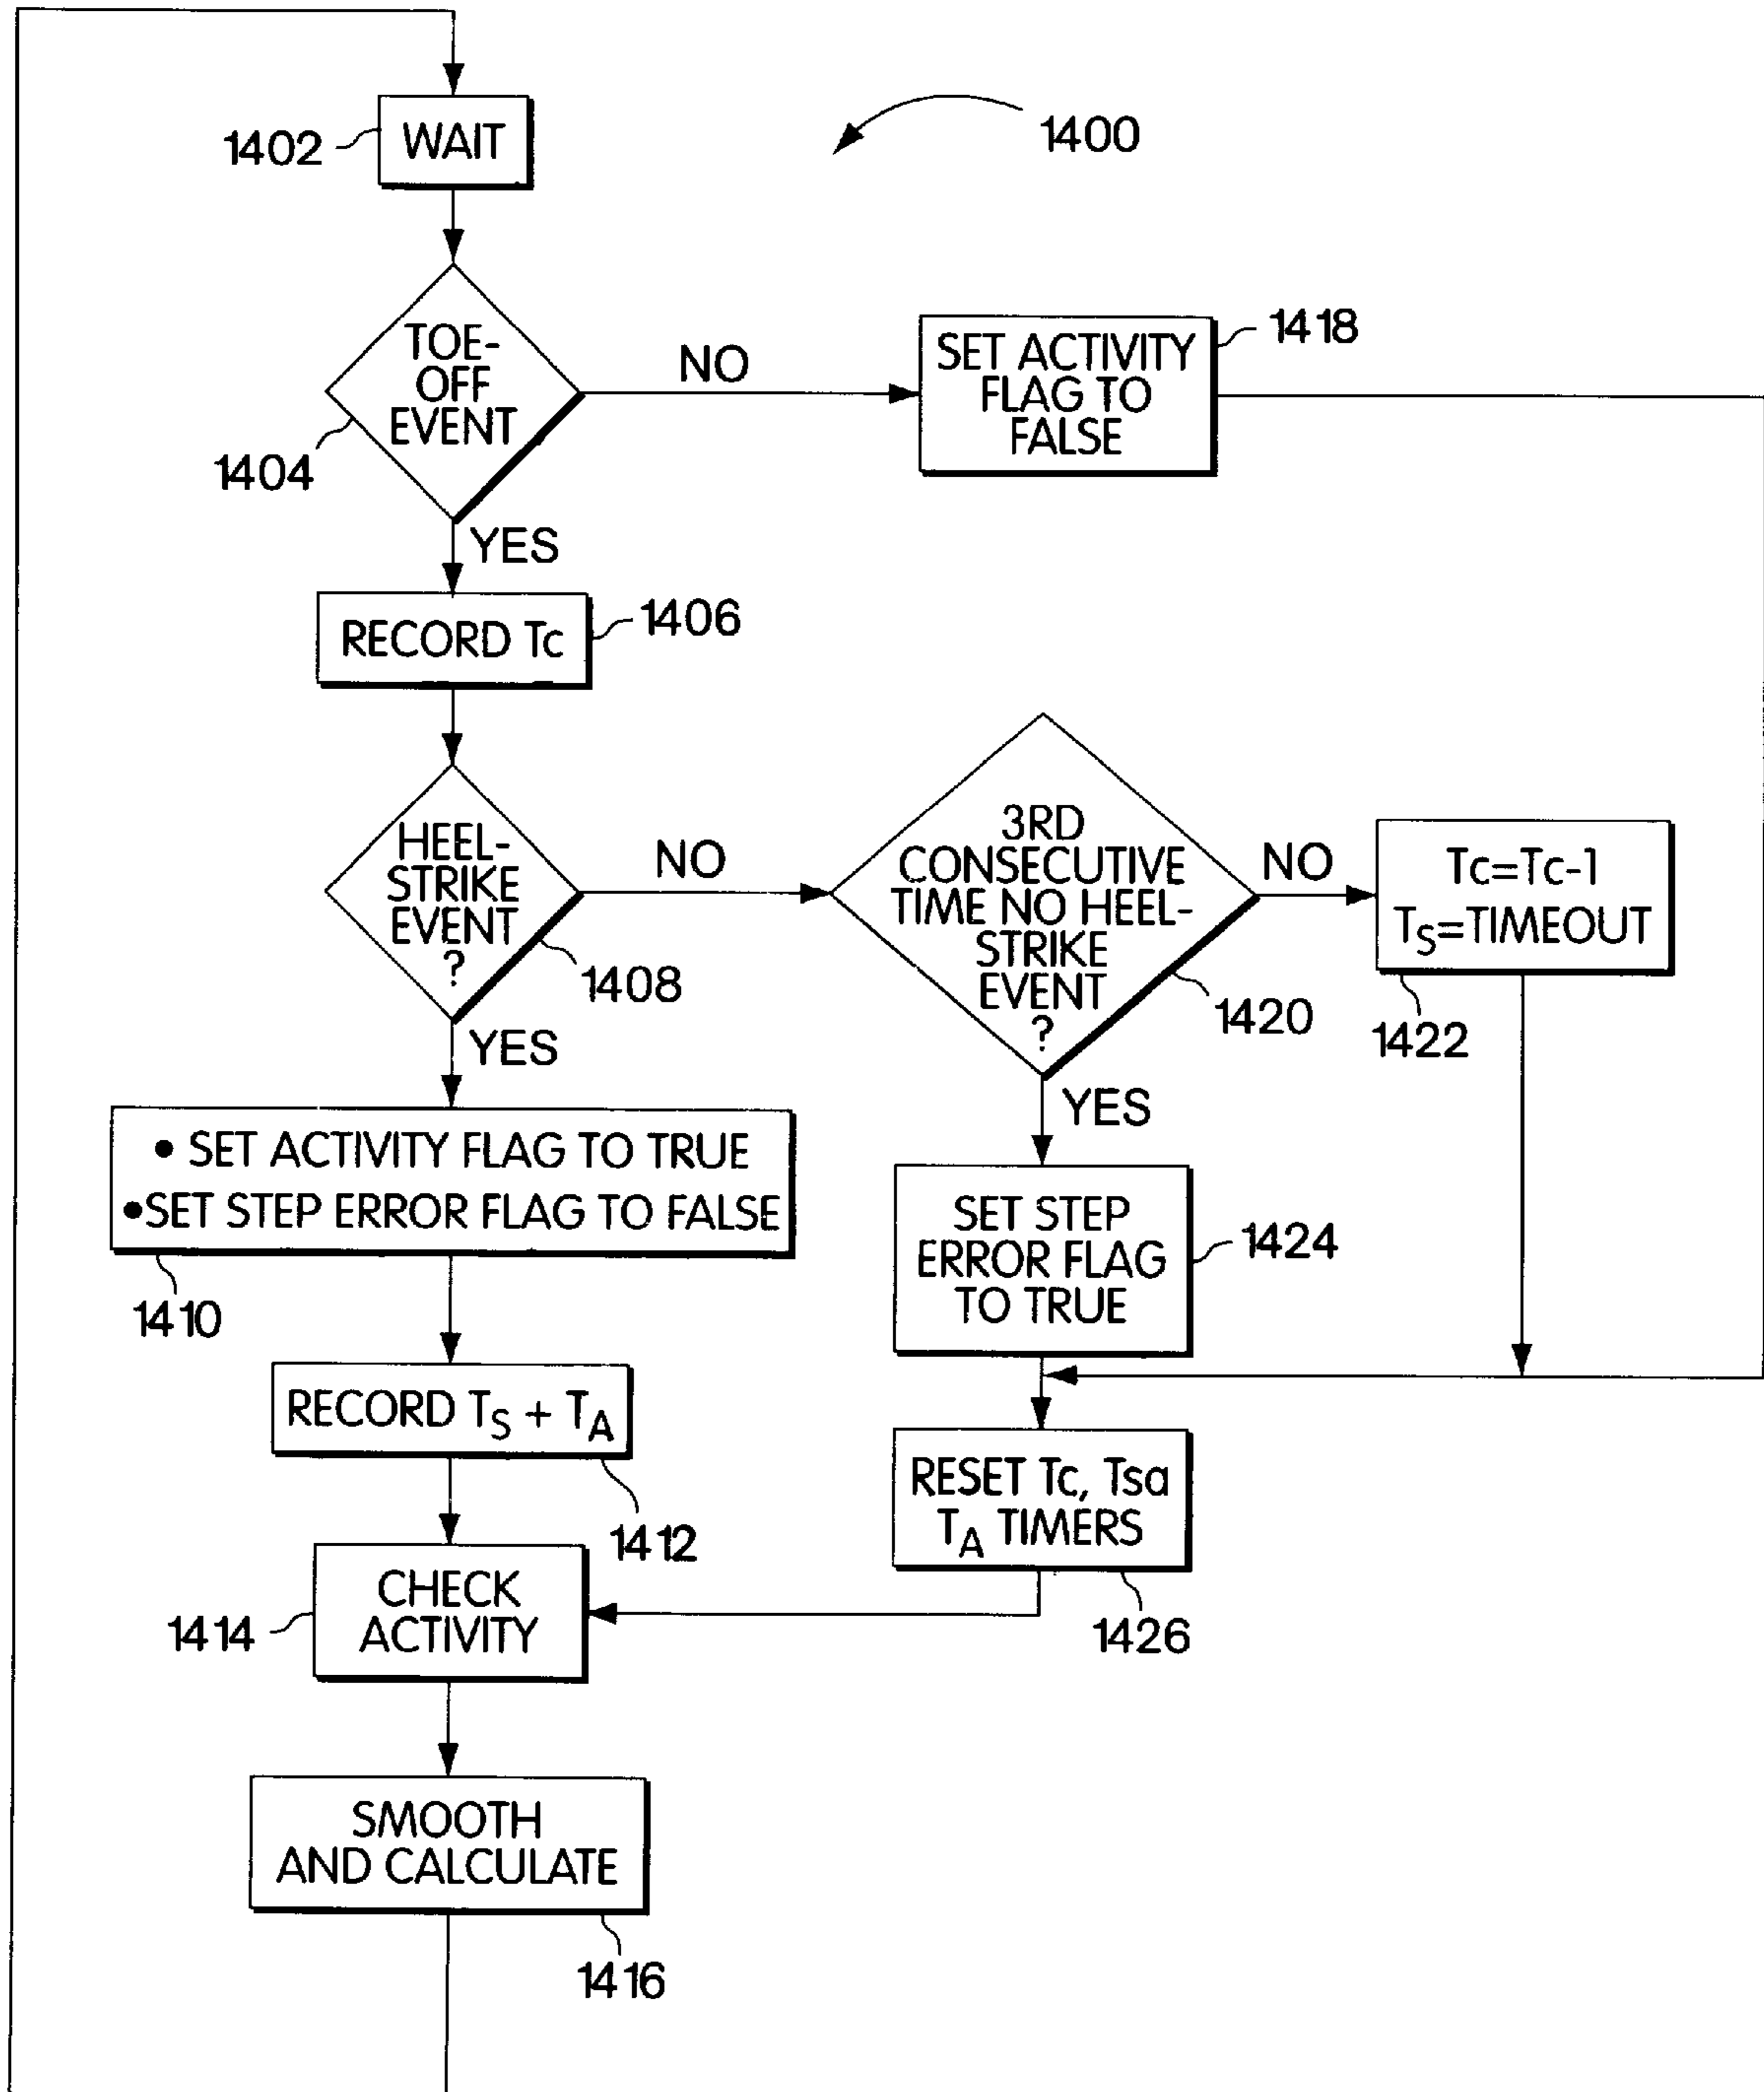 1400
WAIT
1402
TOE-
OFF
EVENT
1404
NO
SET ACTIVITY
FLAG TO
FALSE
1418
YES
RECORD Tc
1406
HEEL-
STRIKE
EVENT
?
1408
NO
3RD
CONSECUTIVE
TIME NO HEEL-
STRIKE
EVENT
?
1420
NO
Tc=Tc-1
TS=TIMEOUT
1422
YES
• SET ACTIVITY FLAG TO TRUE
•SET STEP ERROR FLAG TO FALSE
1410
YES
SET STEP
ERROR FLAG
TO TRUE
1424
RECORD TS + TA
1412
RESET Tc, Tsa
TA TIMERS
1426
CHECK
ACTIVITY
1414
SMOOTH
AND CALCULATE
1416